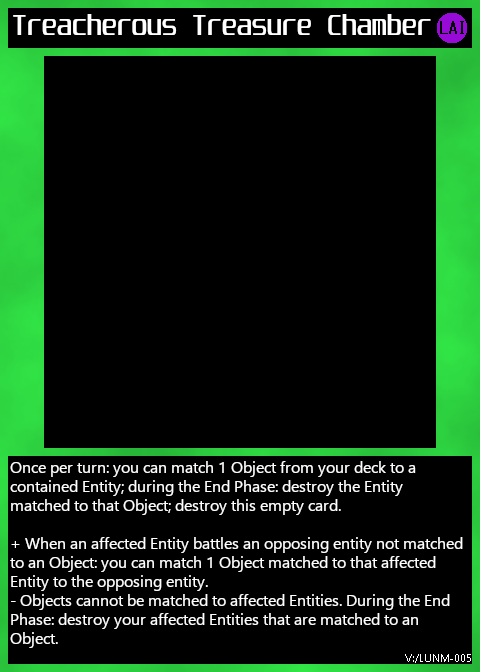 Treacherous Treasure Chamber LAI
Once per turn: you can match 1 Object from your deck to a
contained Entity; during the End Phase: destroy the Entity
matched to that Object; destroy this empty card.
+ When an affected Entity battles an opposing entity not matched
to an Object: you can match 1 Object matched to that affected
Entity to the opposing entity.
- Objects cannot be matched to affected Entities. During the End
Phase: destroy your affected Entities that are matched to an
Object.
V:/LUNM-005